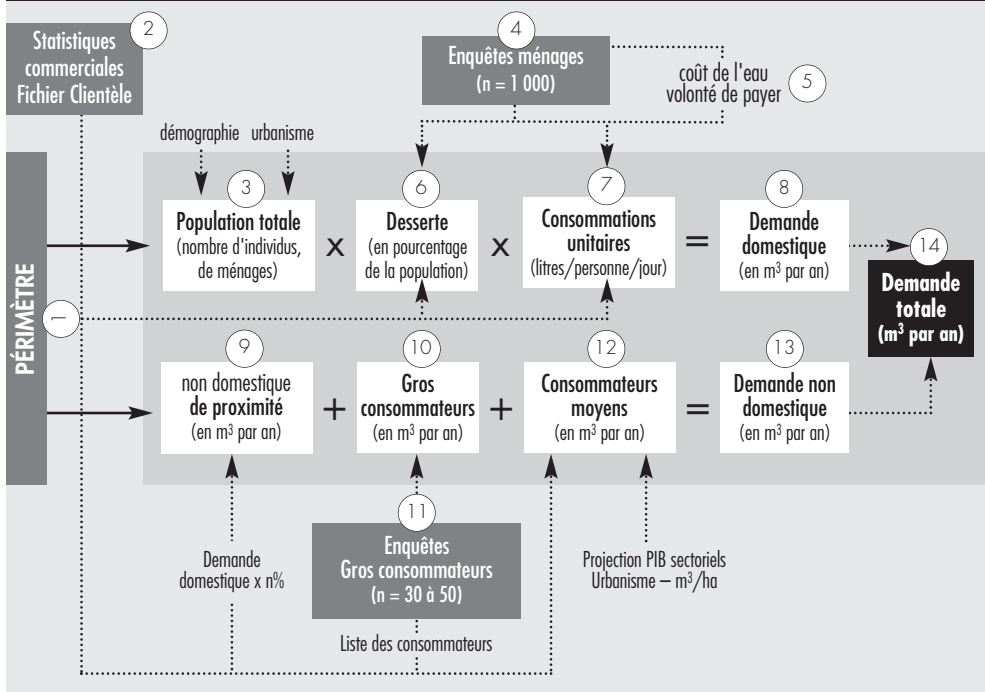 2
Statistiques
commerciales
Fichier Clientèle
4
Enquêtes ménages
(n = 1 000)
coût de l'eau
volonté de payer
5
démographie urbanisme
PÉRIMÈTRE
1
3
Population totale
(nombre d'individus,
de ménages)
x
6
Desserte
(en pourcentage
de la population)
x
7
Consommations
unitaires
(litres/personne/jour)
=
8
Demande
domestique
(en m³ par an)
14
Demande
totale
(m³ par an)
9
non domestique
de proximité
(en m³ par an)
+
10
Gros
consommateurs
(en m³ par an)
+
12
Consommateurs
moyens
(en m³ par an)
=
13
Demande non
domestique
(en m³ par an)
Demande
domestique x n%
11
Enquêtes
Gros consommateurs
(n = 30 à 50)
Liste des consommateurs
Projection PIB sectoriels
Urbanisme – m³/ha